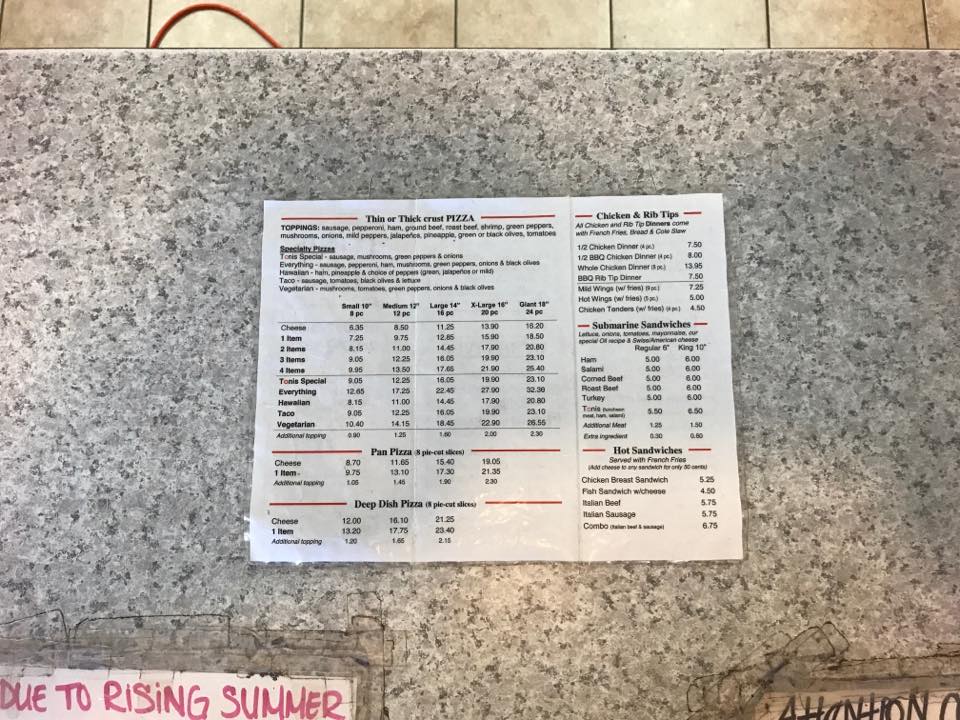 Thin or Thick crust PIZZA
TOPPINGS: sausage, pepperoni, ham, ground beef, roast beef, shrimp, green peppers,
mushrooms, onions, mild peppers, jalapeños, pineapple, green or black olives, tomatoes
Specialty Pizzas
Tonis Special - sausage, mushrooms, green peppers & onions
Everything - sausage, pepperoni, ham, mushrooms, green peppers, onions & black olives
Hawaiian - ham, pineapple & choice of peppers (green, jalapeños or mild)
Taco - sausage, tomatoes, black olives & lettuce
Vegetarian - mushrooms, tomatoes, green peppers, onions & black olives
Small 10" Medium 12" Large 14" X-Large 16" Giant 18"
8 pc 12 pc 16 pc 20 pc 24 pc
Cheese 6.35 8.50 11.25 13.90 16.20
1 Item 7.25 9.75 12.85 15.90 18.50
2 Items 8.15 11.00 14.45 17.90 20.80
3 Items 9.05 12.25 16.05 19.90 23.10
4 Items 9.95 13.50 17.65 21.90 25.40
Tonis Special 9.05 12.25 16.05 19.90 23.10
Everything 12.65 17.25 22.45 27.90 32.30
Hawaiian 8.15 11.00 14.45 17.90 20.80
Taco 9.05 12.25 16.05 19.90 23.10
Vegetarian 10.40 14.15 18.45 22.90 26.55
Additional topping 0.90 1.25 1.60 2.00 2.30
Pan Pizza (8 pie-cut slices)
Cheese 8.70 11.65 15.40 19.05
1 Item 9.75 13.10 17.30 21.35
Additional topping 1.05 1.45 1.90 2.30
Deep Dish Pizza (8 pie-cut slices)
Cheese 12.00 16.10 21.25
1 Item 13.20 17.75 23.40
Additional topping 1.20 1.65 2.15
Chicken & Rib Tips
All Chicken and Rib Tip Dinners come
with French Fries, Bread & Cole Slaw
1/2 Chicken Dinner (4 pc.) 7.50
1/2 BBQ Chicken Dinner (4 pc.) 8.00
Whole Chicken Dinner (8 pc.) 13.95
BBQ Rib Tip Dinner 7.50
Mild Wings (w/ fries) (9 pc.) 7.25
Hot Wings (w/ fries) (5 pc.) 5.00
Chicken Tenders (w/ fries) (4 pc.) 4.50
Submarine Sandwiches
Lettuce, onions, tomatoes, mayonnaise, our
special Oil recipe & Swiss/American cheese
Regular 6" King 10"
Ham 5.00 6.00
Salami 5.00 6.00
Corned Beef 5.00 6.00
Roast Beef 5.00 6.00
Turkey 5.00 6.00
Tonis (luncheon
meat, ham, salami) 5.50 6.50
Additional Meat 1.25 1.50
Extra Ingredient 0.30 0.60
Hot Sandwiches
Served with French Fries
(Add cheese to any sandwich for only 50 cents)
Chicken Breast Sandwich 5.25
Fish Sandwich w/cheese 4.50
Italian Beef 5.75
Italian Sausage 5.75
Combo (Italian beef & sausage) 6.75
DUE TO RISING SUMMER